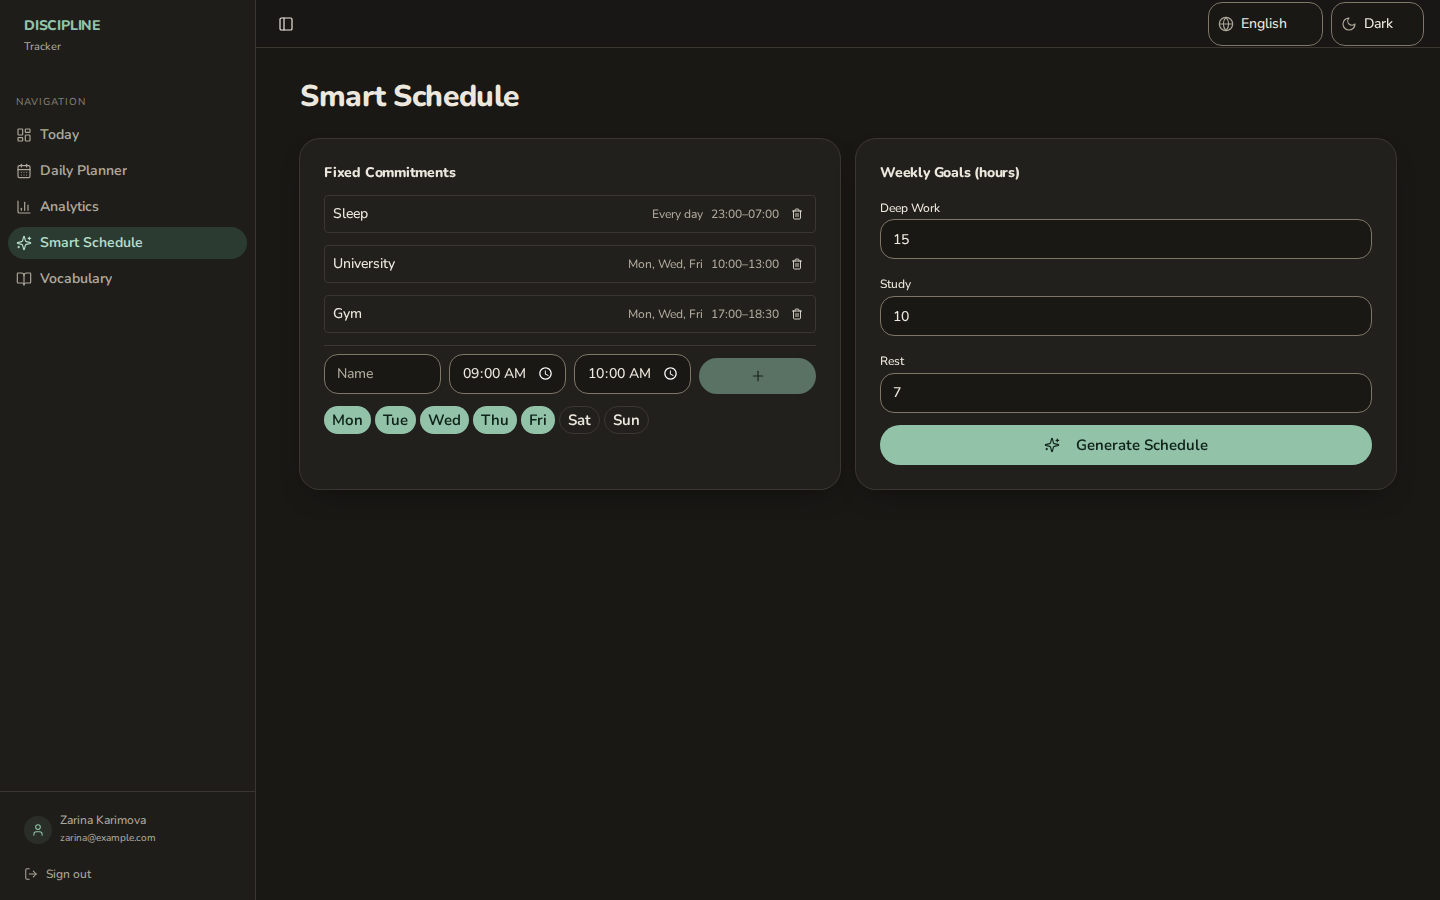 DISCIPLINE
Tracker
NAVIGATION
Today
Daily Planner
Analytics
Smart Schedule
Vocabulary
Zarina Karimova
zarina@example.com
Sign out
English
Dark
Smart Schedule
Fixed Commitments
Sleep Every day 23:00–07:00
University Mon, Wed, Fri 10:00–13:00
Gym Mon, Wed, Fri 17:00–18:30
Name 09:00 AM 10:00 AM +
Mon Tue Wed Thu Fri Sat Sun
Weekly Goals (hours)
Deep Work
15
Study
10
Rest
7
Generate Schedule